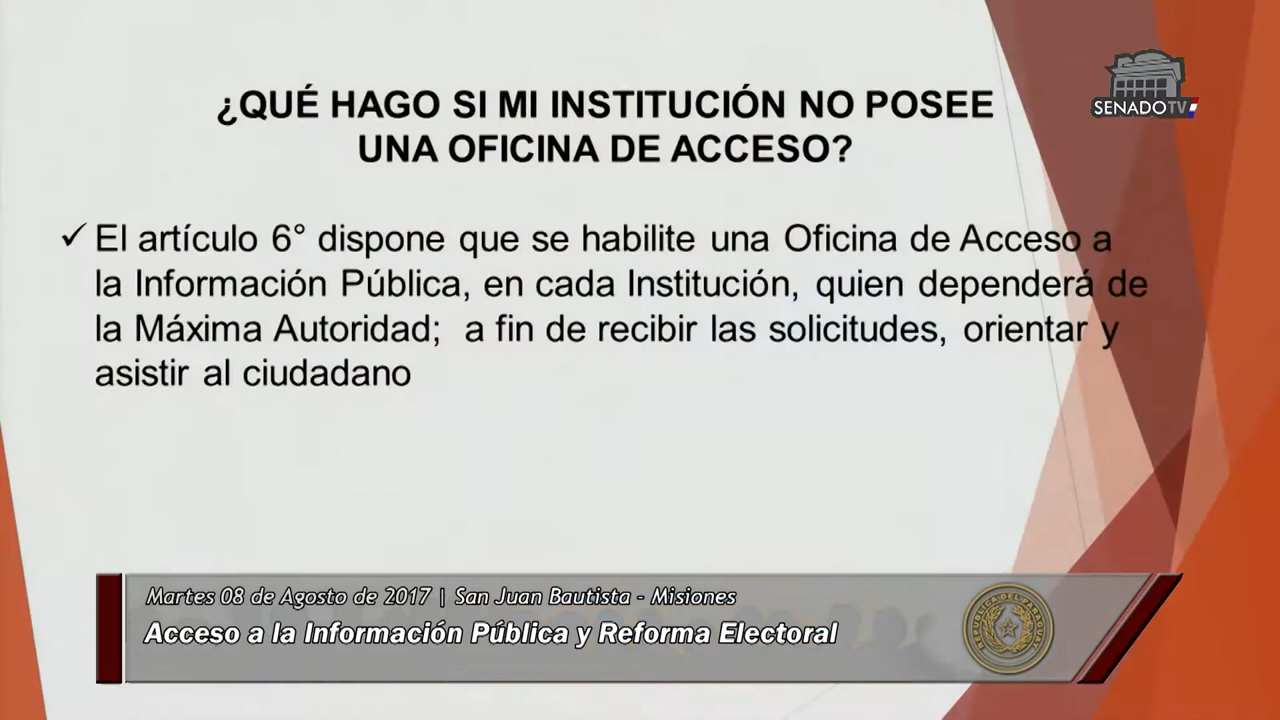 ¿QUÉ HAGO SI MI INSTITUCIÓN NO POSEE
UNA OFICINA DE ACCESO?
SENADOTV
✓ El artículo 6° dispone que se habilite una Oficina de Acceso a
la Información Pública, en cada Institución, quien dependerá de
la Máxima Autoridad; a fin de recibir las solicitudes, orientar y
asistir al ciudadano
Martes 08 de Agosto de 2017 | San Juan Bautista - Misiones
Acceso a la Información Pública y Reforma Electoral
REPUBLICA DEL PARAGUAY